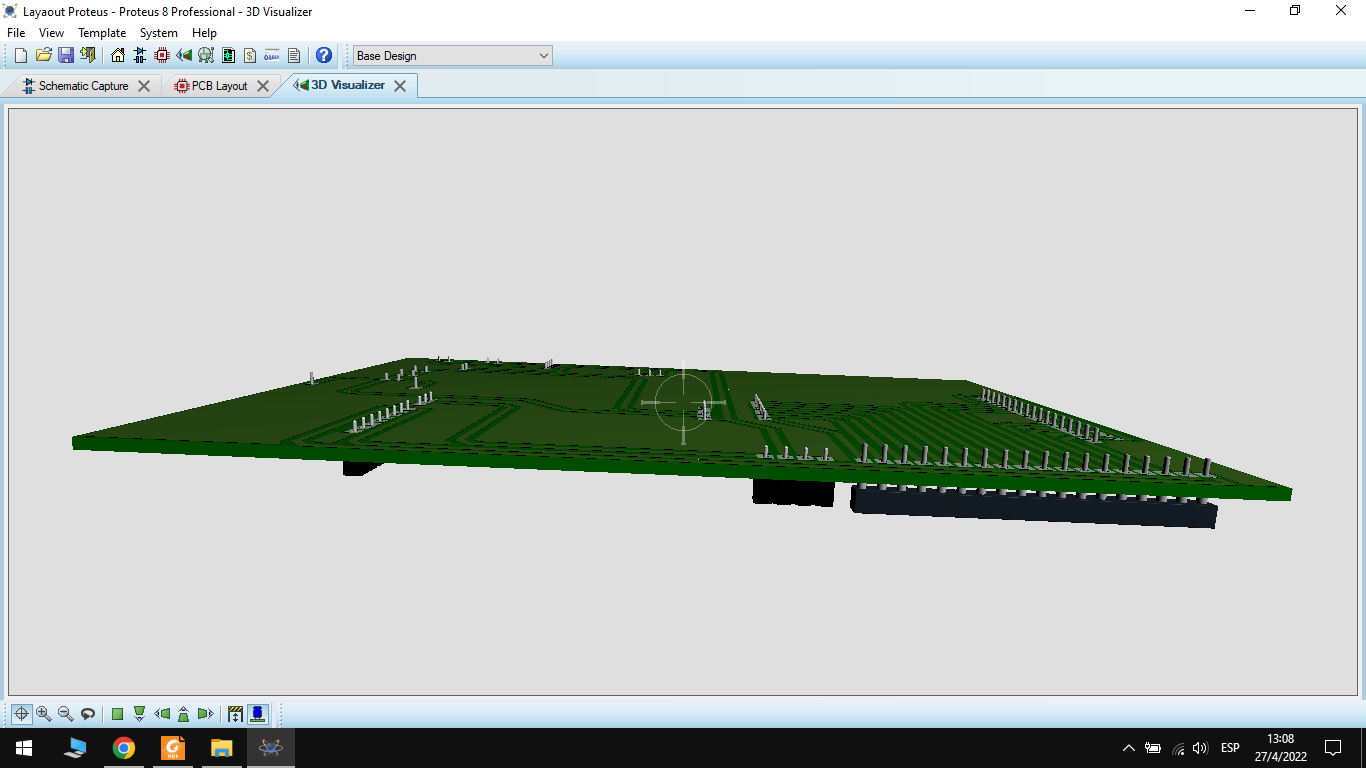 Layaout Proteus - Proteus 8 Professional - 3D Visualizer
File View Template System Help
$
?
Base Design
Schematic Capture
PCB Layout
3D Visualizer
PDF
ESP
13:08
27/4/2022